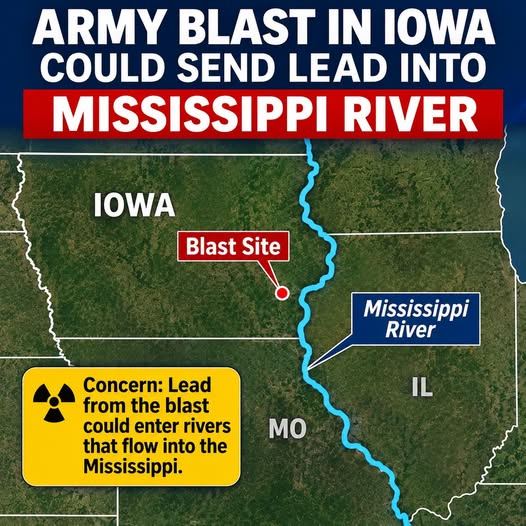 ARMY BLAST IN IOWA
COULD SEND LEAD INTO
MISSISSIPPI RIVER
IOWA
Blast Site
Mississippi
River
IL
MO
Concern: Lead
from the blast
could enter rivers
that flow into the
Mississippi.